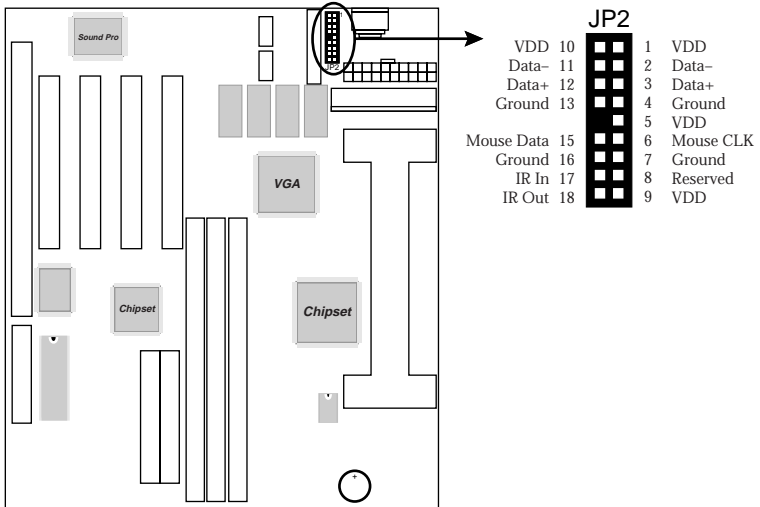 JP2
VDD 10 1 VDD
Data– 11 2 Data–
Data+ 12 3 Data+
Ground 13 4 Ground
5 VDD
Mouse Data 15 6 Mouse CLK
Ground 16 7 Ground
IR In 17 8 Reserved
IR Out 18 9 VDD
Sound Pro
1
JP2
VGA
Chipset
Chipset
+